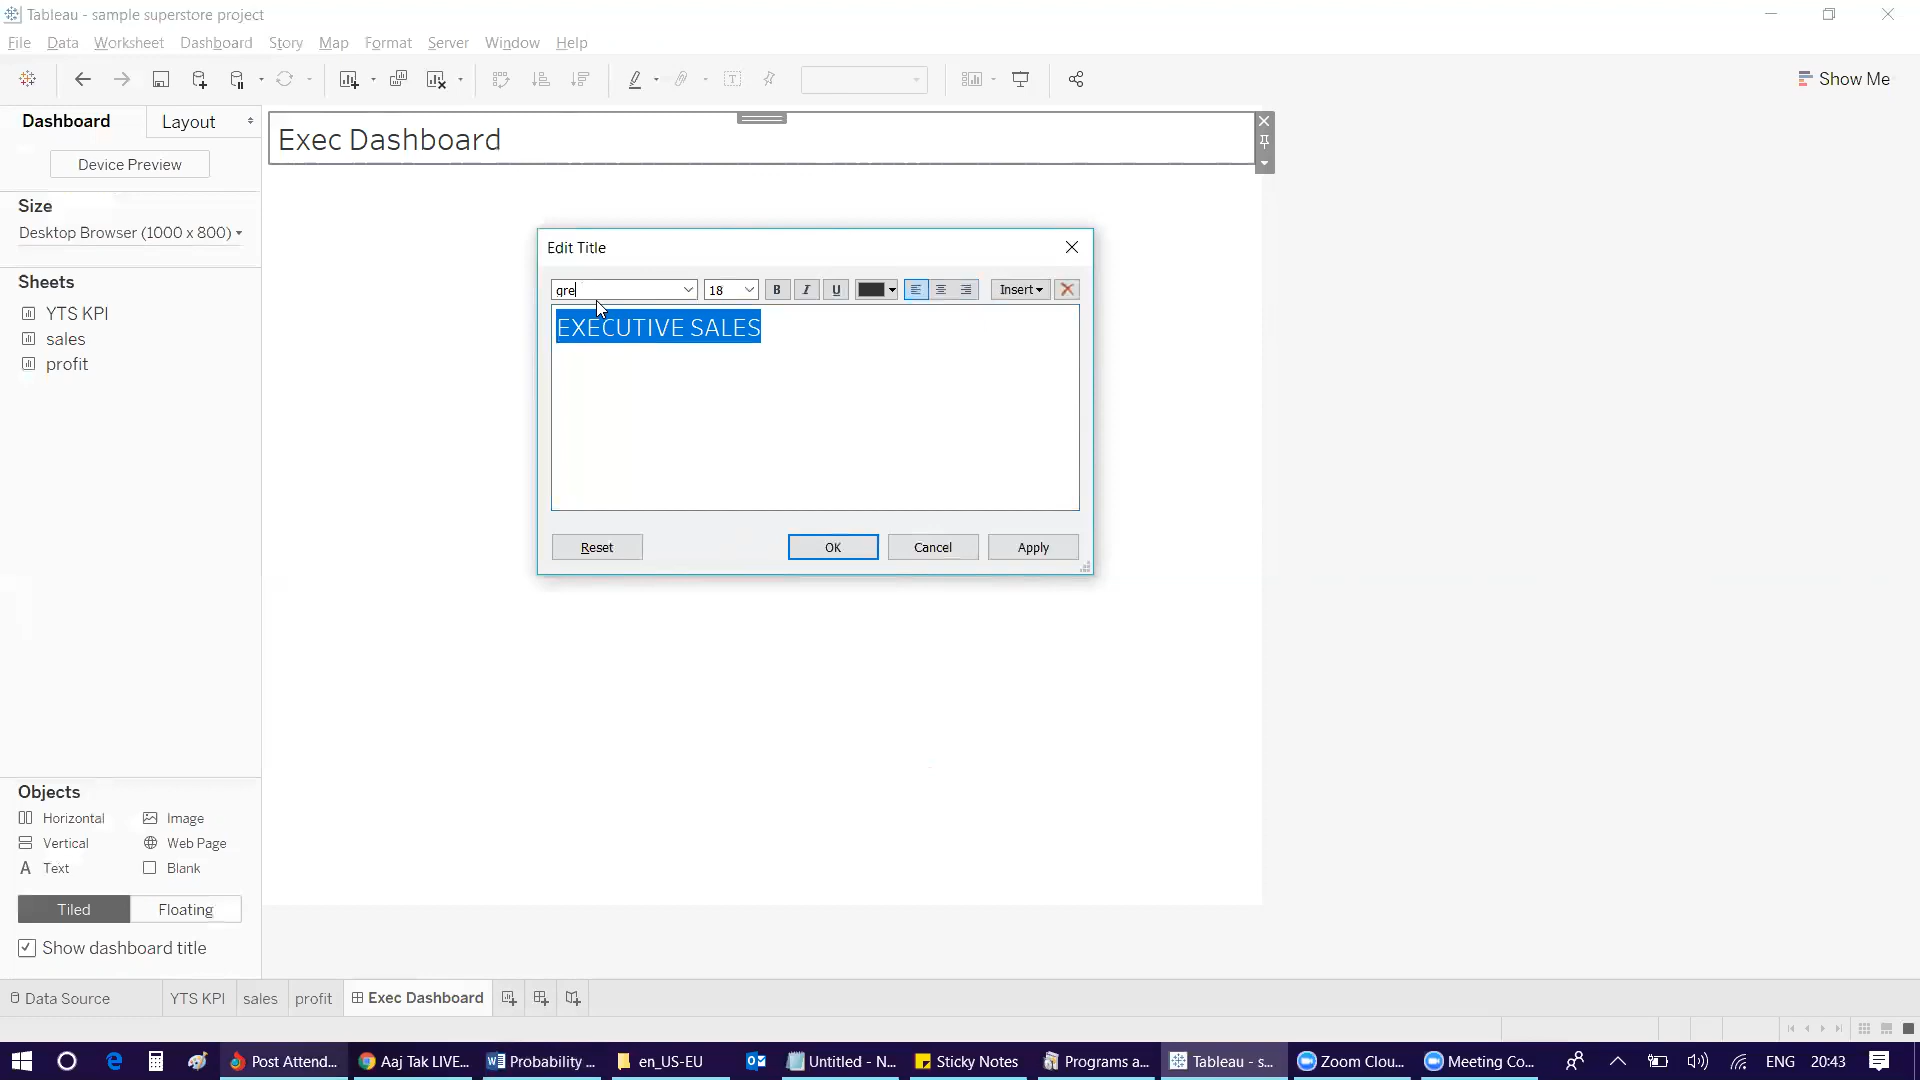 Tableau - sample superstore project
File Data Worksheet Dashboard Story Map Format Server Window Help
Show Me
Dashboard Layout
Device Preview
Size
Desktop Browser (1000 x 800)
Sheets
YTS KPI
sales
profit
Exec Dashboard
Edit Title
gre 18 B I U Insert
EXECUTIVE SALES
Reset OK Cancel Apply
Objects
Horizontal Image
Vertical Web Page
A Text Blank
Tiled Floating
Show dashboard title
Data Source YTS KPI sales profit Exec Dashboard
Post Attend... Aaj Tak LIVE... Probability ... en_US-EU Untitled - N... Sticky Notes Programs a... Tableau - s... Zoom Clou... Meeting Co... ENG 20:43